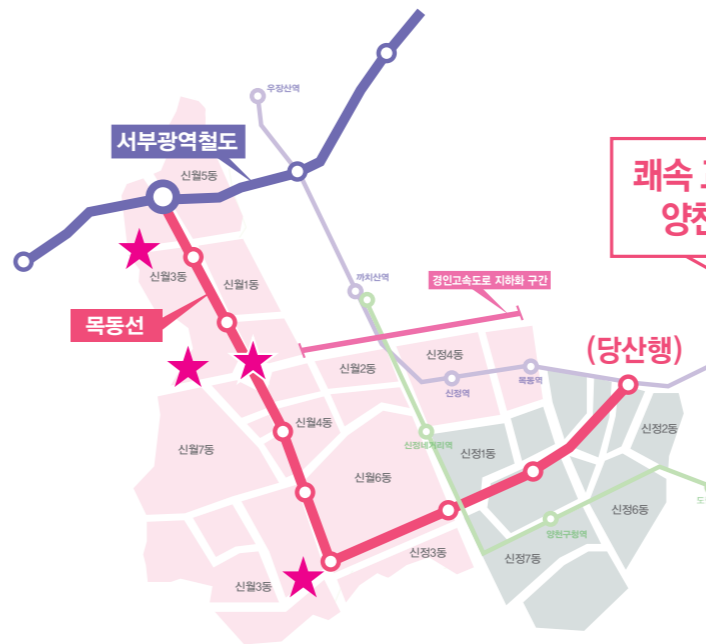 우장산역
서부광역철도
신월5동
쾌속
양천
신월3동
신월1동
까치산역
경인고속도로 지하화 구간
목동선
(당산행)
신월2동
신정4동
신정역
목동역
신월4동
신정네거리역
신정1동
신정2동
신월7동
신월6동
신정6동
양천구청역
신정3동
신정7동
신월3동